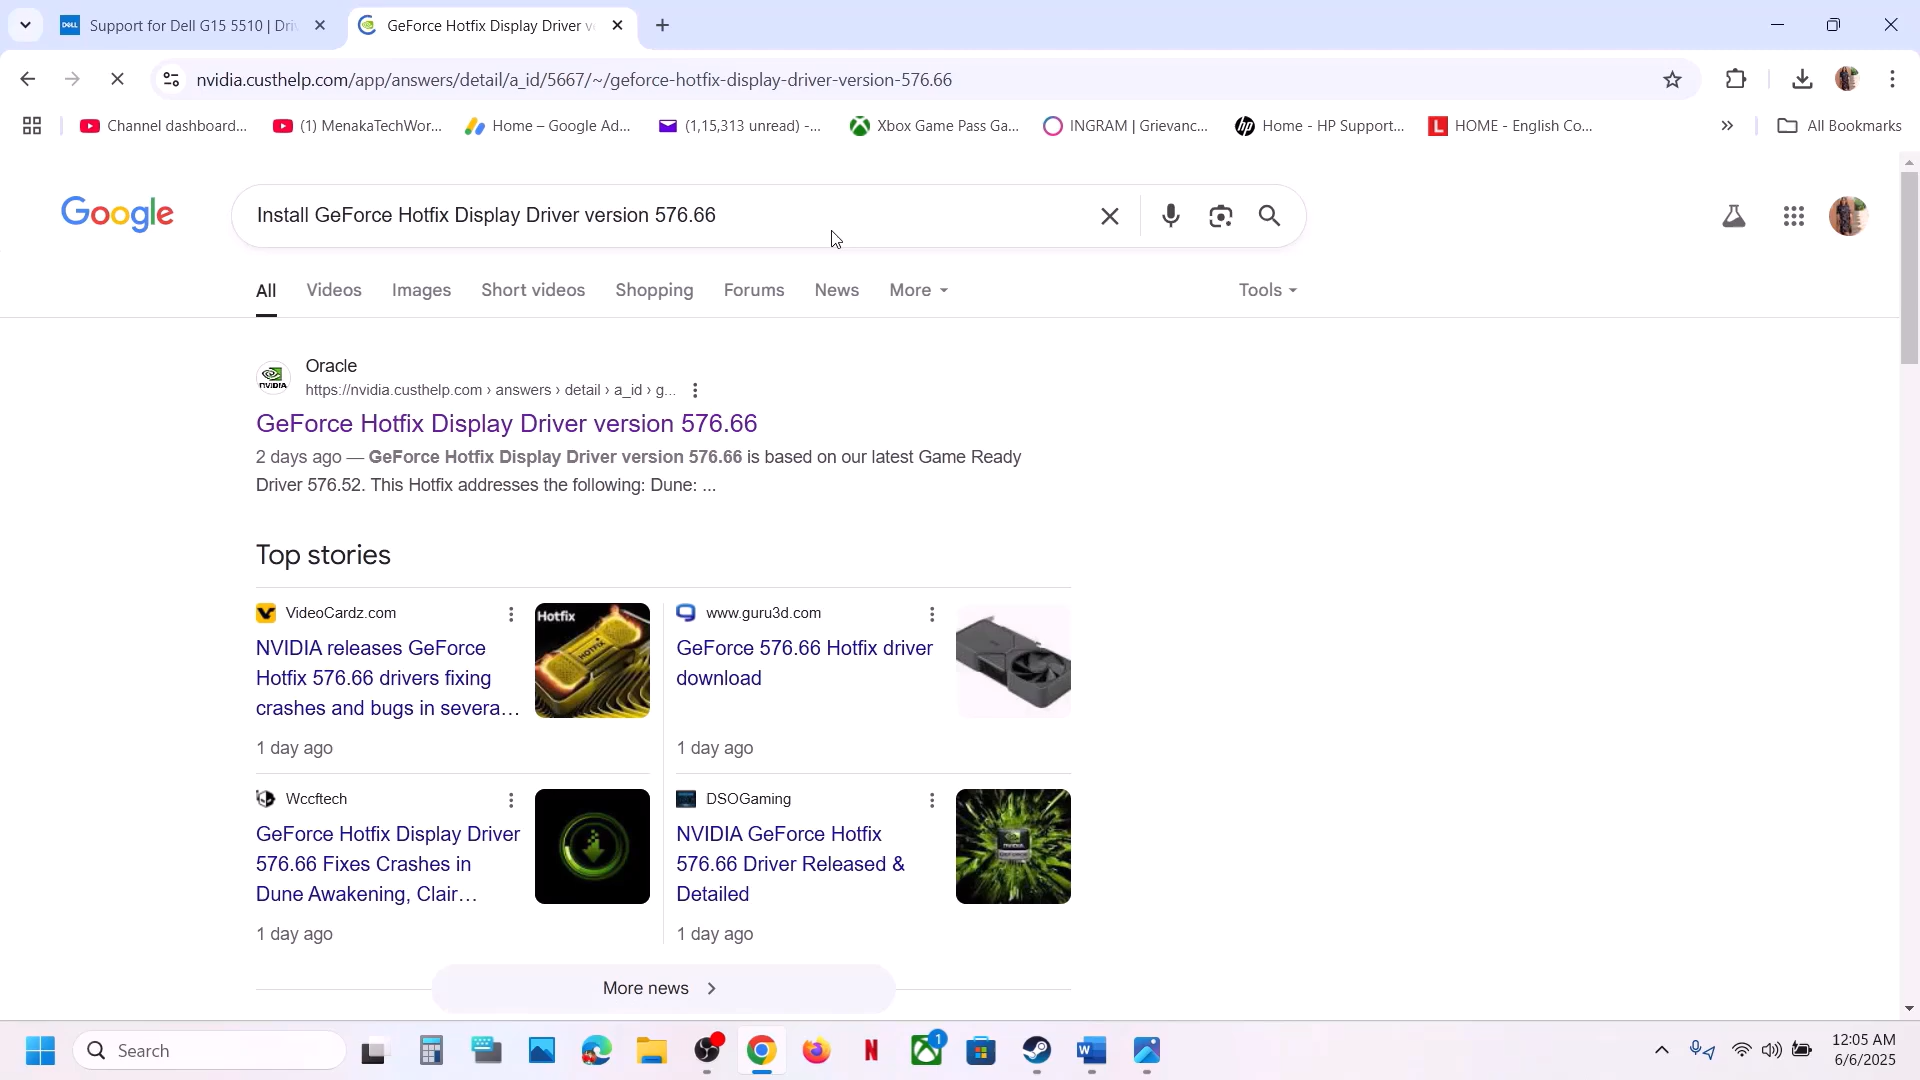 Support for Dell G15 5510 | Dri
GeForce Hotfix Display Driver v
nvidia.custhelp.com/app/answers/detail/a_id/5667/~/geforce-hotfix-display-driver-version-576.66
Channel dashboard...
(1) MenakaTechWor...
Home – Google Ad...
(1,15,313 unread) -...
Xbox Game Pass Ga...
INGRAM | Grievanc...
Home - HP Support...
HOME - English Co...
All Bookmarks
Google
Install GeForce Hotfix Display Driver version 576.66
All
Videos
Images
Short videos
Shopping
Forums
News
More
Tools
Oracle
https://nvidia.custhelp.com › answers › detail › a_id › g...
GeForce Hotfix Display Driver version 576.66
2 days ago — GeForce Hotfix Display Driver version 576.66 is based on our latest Game Ready
Driver 576.52. This Hotfix addresses the following: Dune: ...
Top stories
VideoCardz.com
NVIDIA releases GeForce
Hotfix 576.66 drivers fixing
crashes and bugs in severa...
1 day ago
Hotfix
www.guru3d.com
GeForce 576.66 Hotfix driver
download
1 day ago
Wccftech
GeForce Hotfix Display Driver
576.66 Fixes Crashes in
Dune Awakening, Clair...
1 day ago
DSOGaming
NVIDIA GeForce Hotfix
576.66 Driver Released &
Detailed
1 day ago
More news
Search
1
12:05 AM
6/6/2025